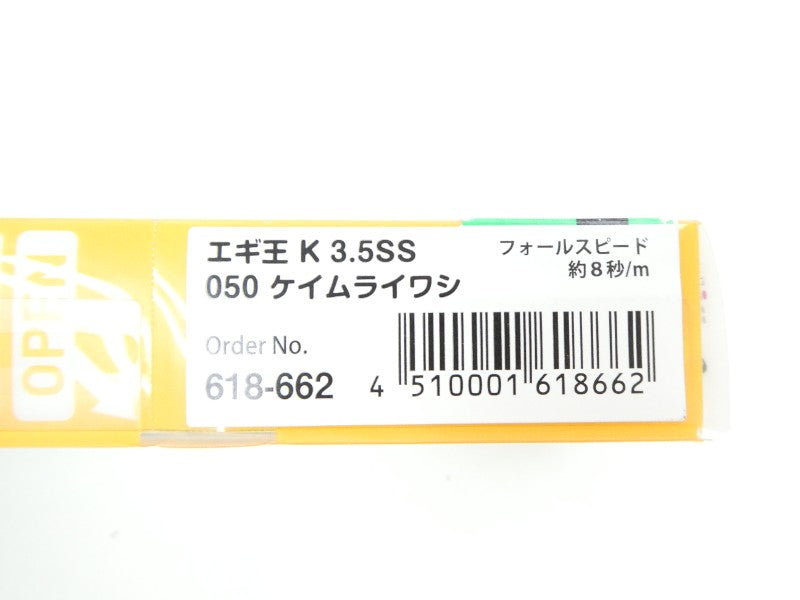 OPEN
エギ王 K 3.5SS
フォールスピード
約8秒/m
050 ケイムライワシ
Order No.
618-662
4 510001 618662